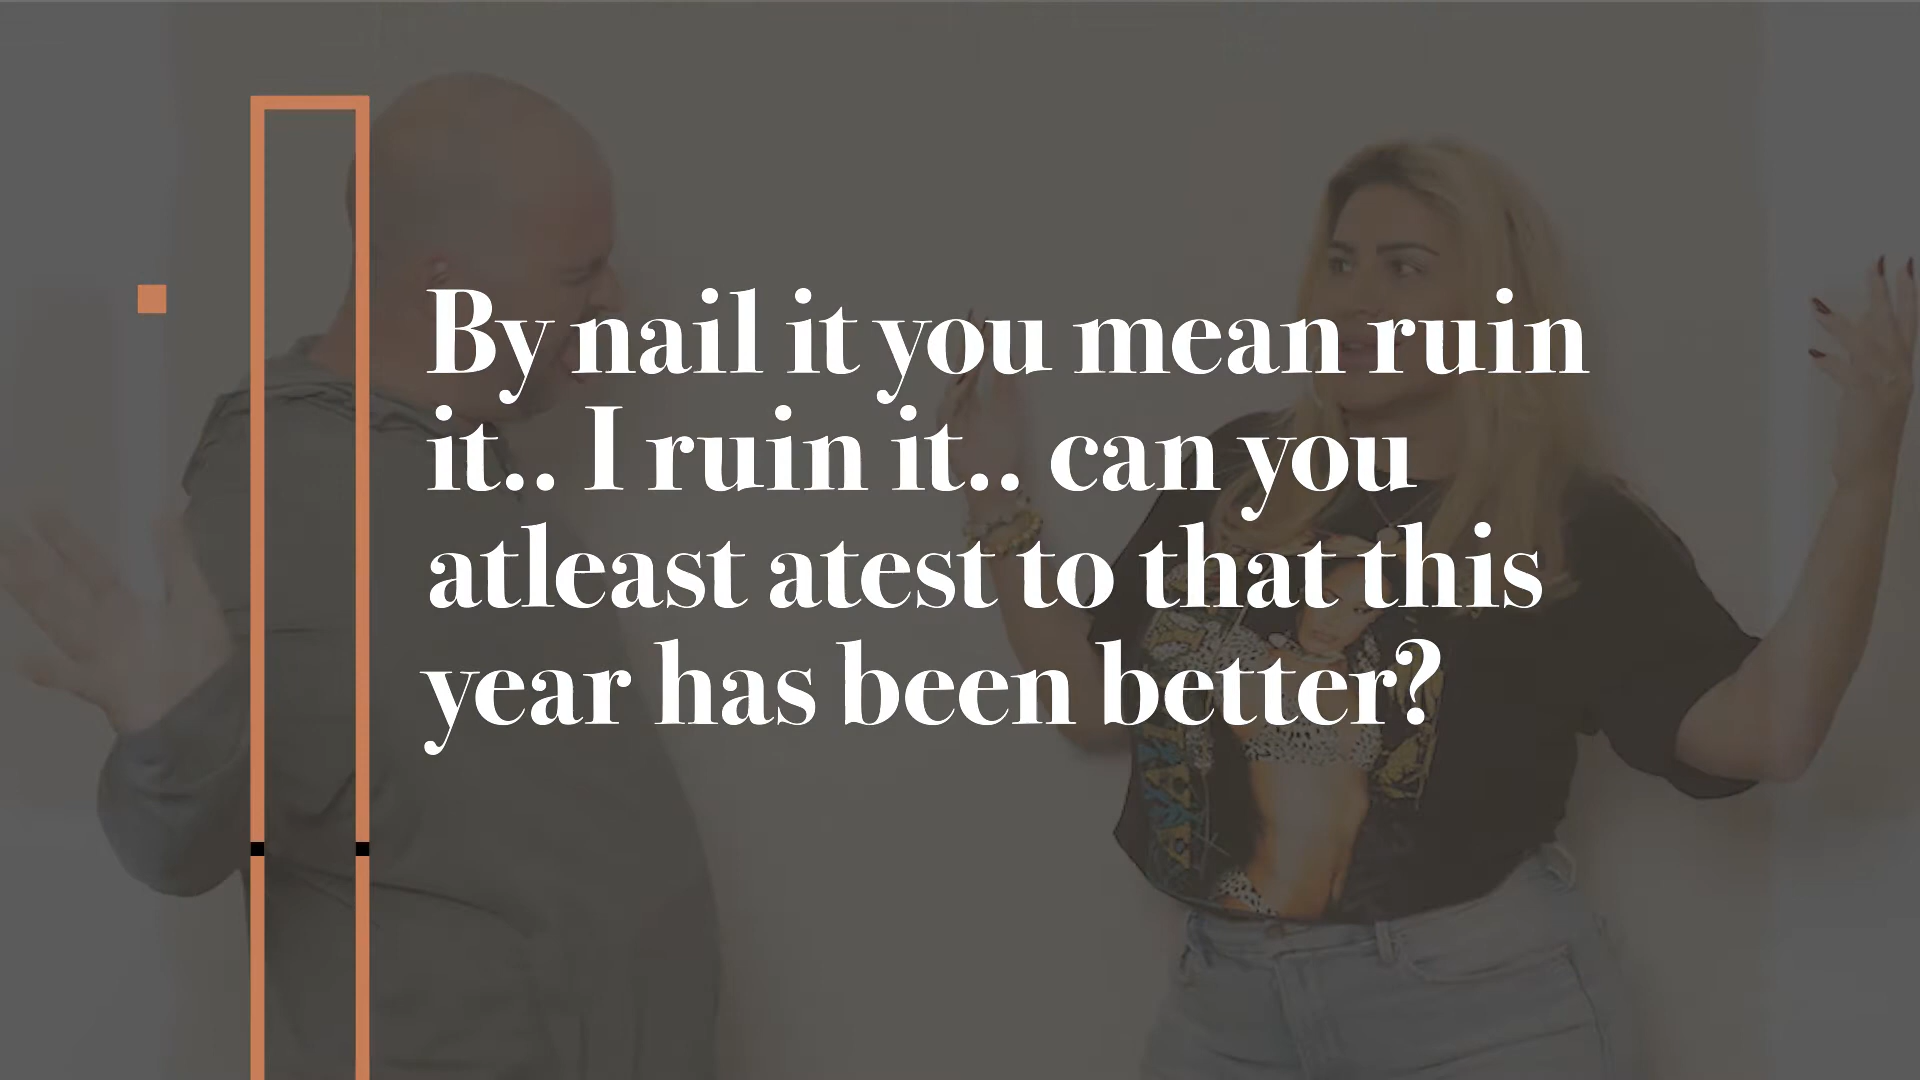 By nail it you mean ruin
it.. I ruin it.. can you
atleast atest to that this
year has been better?